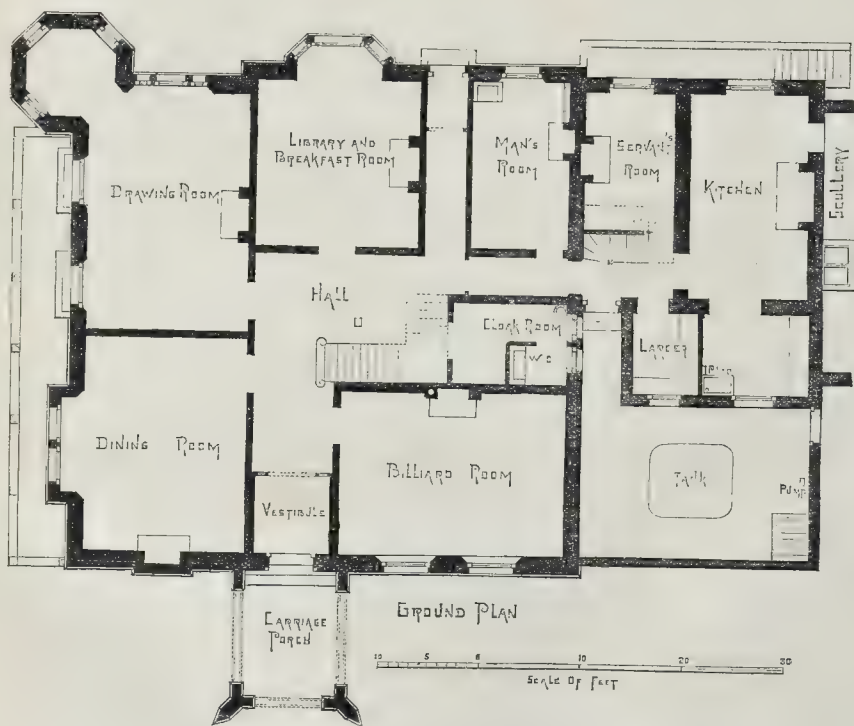 LIBRARY AND
BREAKFAST ROOM
MAN'S
ROOM
SERVANT'S
ROOM
DRAWING ROOM
KITCHEN
SCULLERY
HALL
CLOAK ROOM
W C
LARDER
DINING ROOM
BILLIARD ROOM
TANK
PUMP
VESTIBULE
CARRIAGE
PORCH
GROUND PLAN
10 5 0 10 20 30
SCALE OF FEET